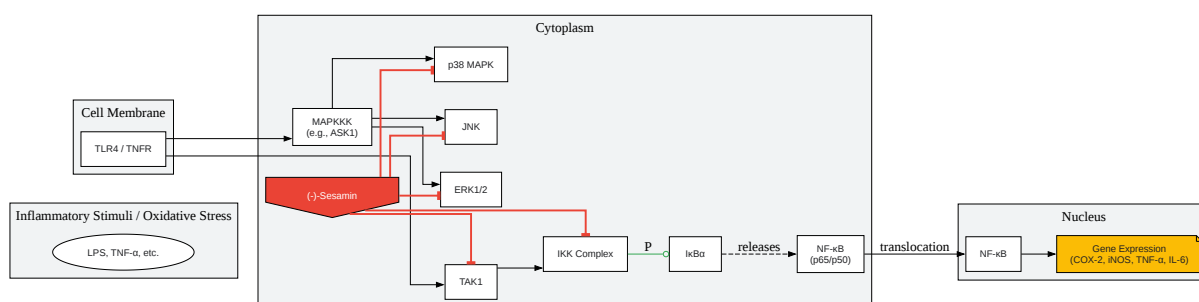 Cytoplasm
p38 MAPK
Cell Membrane
TLR4 / TNFR
MAPKKK
(e.g., ASK1)
JNK
(-)-Sesamin
ERK1/2
Inflammatory Stimuli / Oxidative Stress
LPS, TNF-α, etc.
TAK1
IKK Complex
P
IκBα
releases
NF-κB
(p65/p50)
translocation
Nucleus
NF-κB
Gene Expression
(COX-2, iNOS, TNF-α, IL-6)